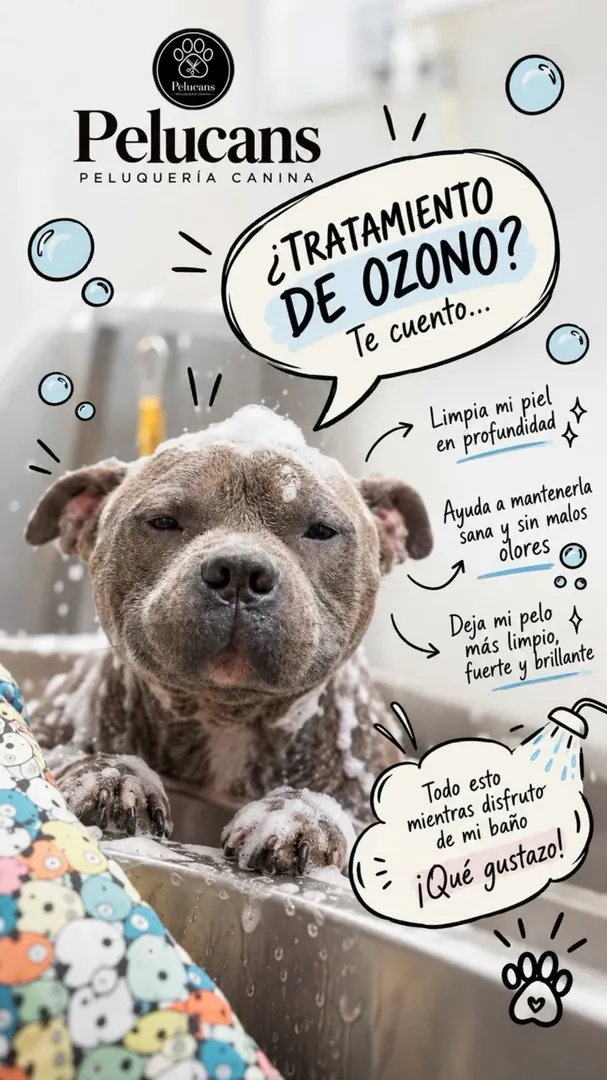 Pelucans
Pelucans
PELUQUERÍA CANINA
¿TRATAMIENTO
DE OZONO?
Te cuento...
Limpia mi piel
en profundidad
Ayuda a mantenerla
sana y sin malos
olores
Deja mi pelo
más limpio,
fuerte y brillante
Todo esto
mientras disfruto
de mi baño
¡Qué gustazo!